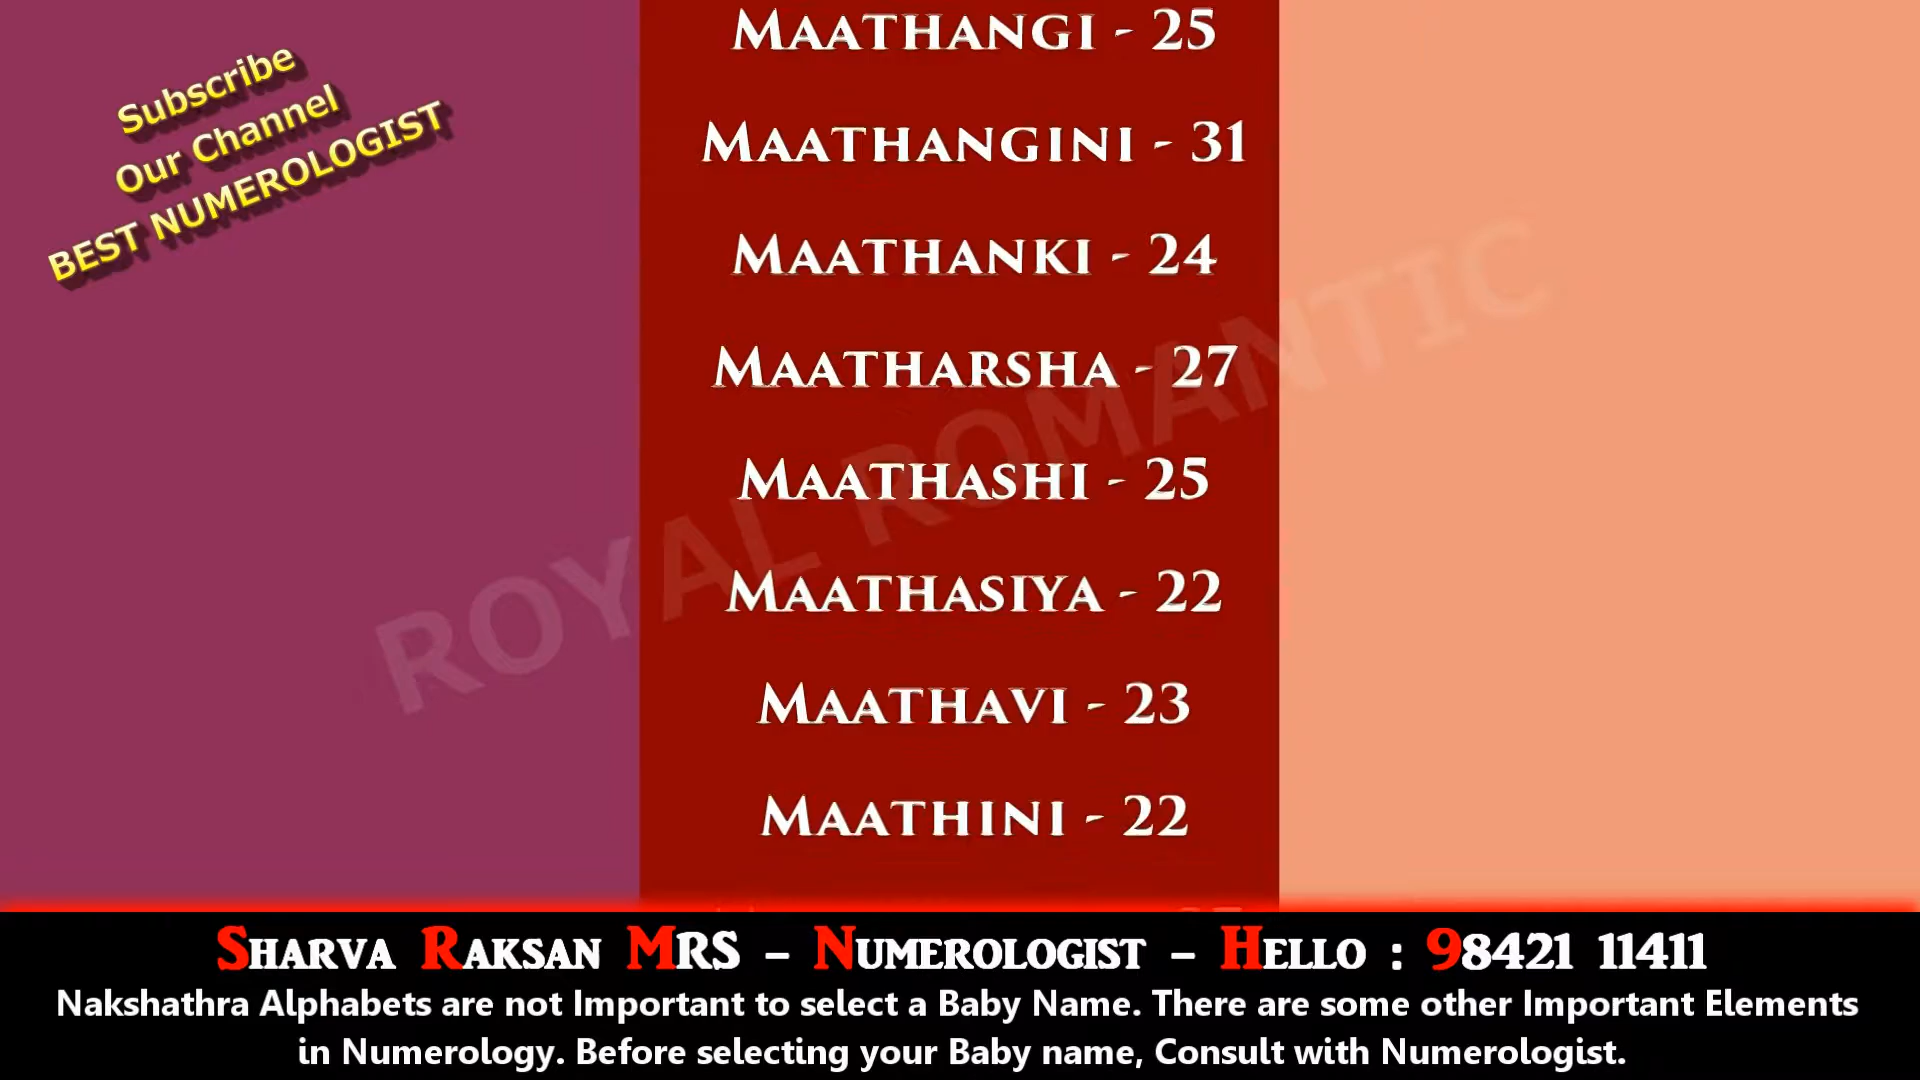 Subscribe
Our Channel
BEST NUMEROLOGIST
MAATHANGI - 25
MAATHANGINI - 31
MAATHANKI - 24
MAATHARSHA - 27
MAATHASHI - 25
MAATHASIYA - 22
MAATHAVI - 23
MAATHINI - 22
ROYAL ROMANTIC
SHARVA RAKSAN MRS – NUMEROLOGIST – HELLO : 98421 11411
Nakshathra Alphabets are not Important to select a Baby Name. There are some other Important Elements
in Numerology. Before selecting your Baby name, Consult with Numerologist.